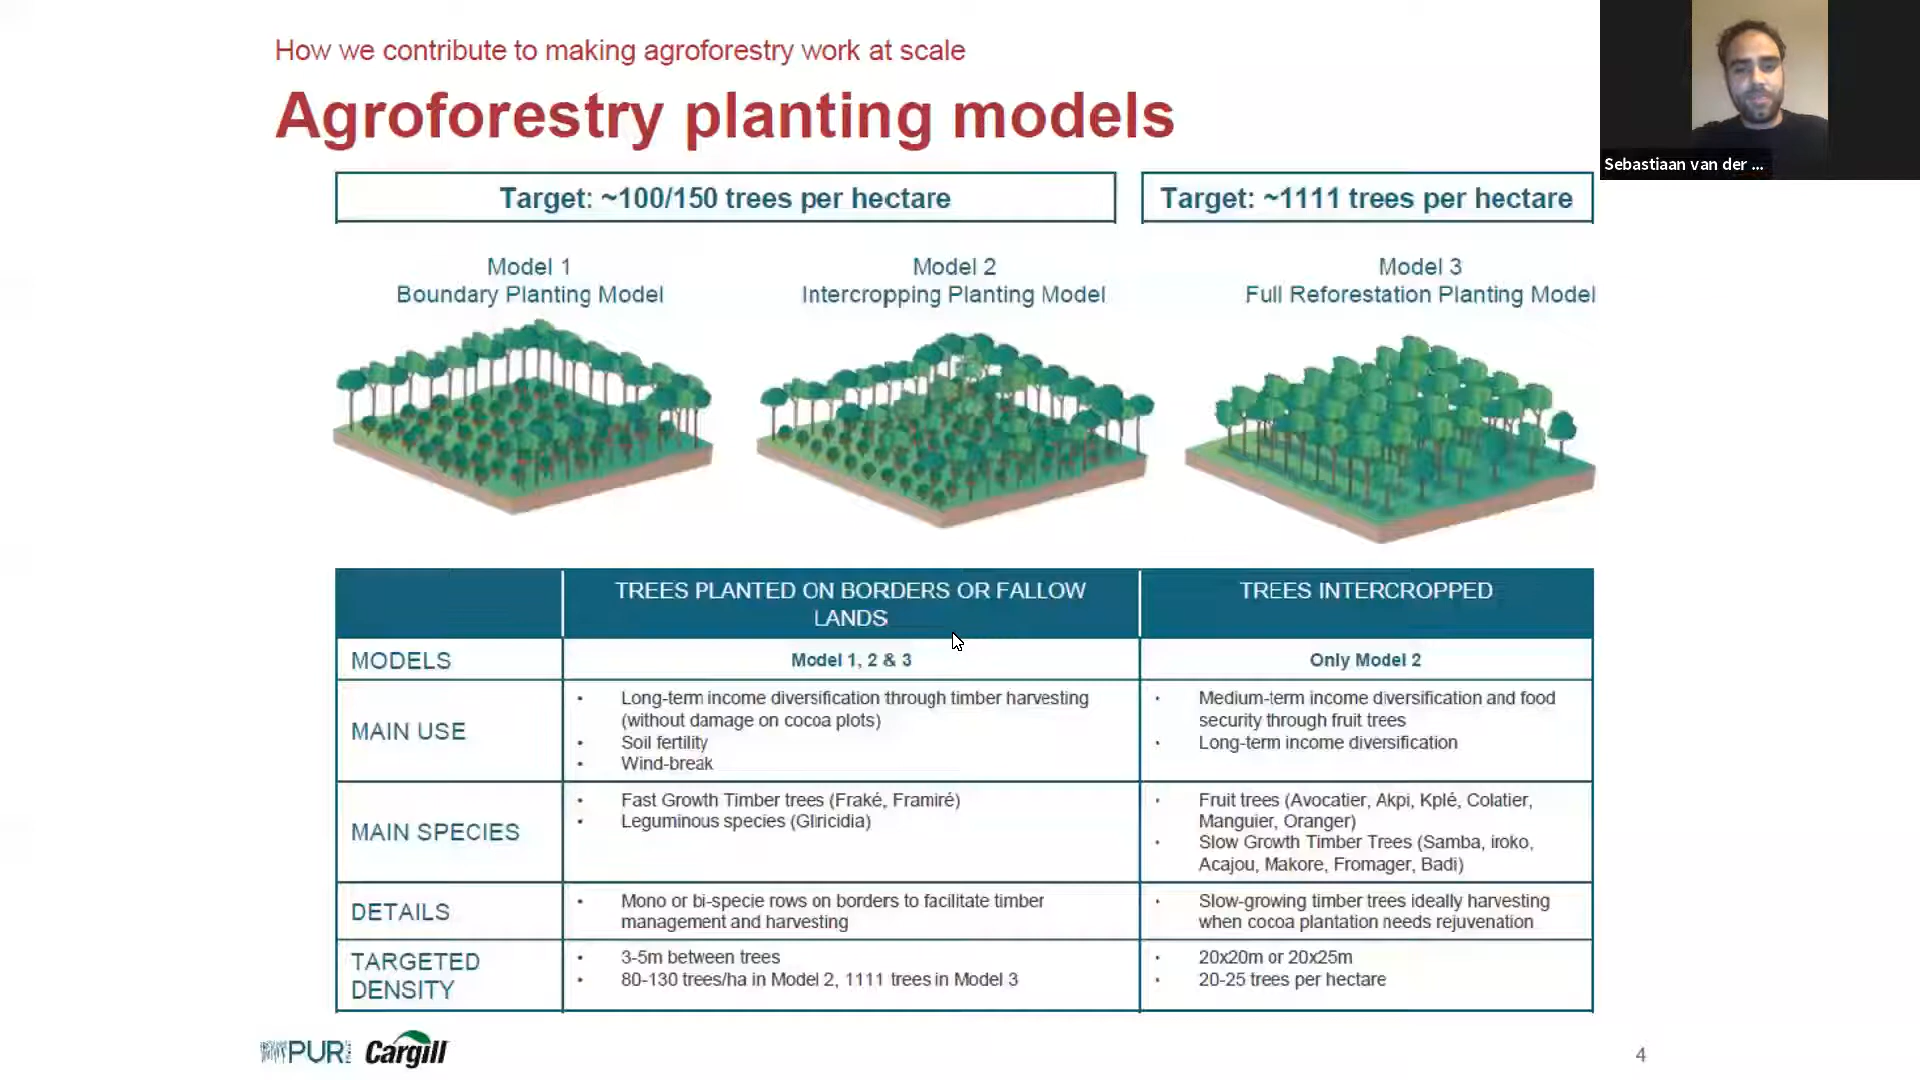 How we contribute to making agroforestry work at scale
Agroforestry planting models
Sebastiaan van der ...
Target: ~100/150 trees per hectare
Target: ~1111 trees per hectare
Model 1
Boundary Planting Model
Model 2
Intercropping Planting Model
Model 3
Full Reforestation Planting Model
TREES PLANTED ON BORDERS OR FALLOW
LANDS
TREES INTERCROPPED
MODELS
Model 1, 2 & 3
Only Model 2
MAIN USE
• Long-term income diversification through timber harvesting
(without damage on cocoa plots)
• Soil fertility
• Wind-break
• Medium-term income diversification and food
security through fruit trees
• Long-term income diversification
MAIN SPECIES
• Fast Growth Timber trees (Fraké, Framiré)
• Leguminous species (Gliricidia)
• Fruit trees (Avocatier, Akpi, Kplé, Colatier,
Manguier, Oranger)
• Slow Growth Timber Trees (Samba, iroko,
Acajou, Makore, Fromager, Badi)
DETAILS
• Mono or bi-specie rows on borders to facilitate timber
management and harvesting
• Slow-growing timber trees ideally harvesting
when cocoa plantation needs rejuvenation
TARGETED
DENSITY
• 3-5m between trees
• 80-130 trees/ha in Model 2, 1111 trees in Model 3
• 20x20m or 20x25m
• 20-25 trees per hectare
PUR Cargill
4